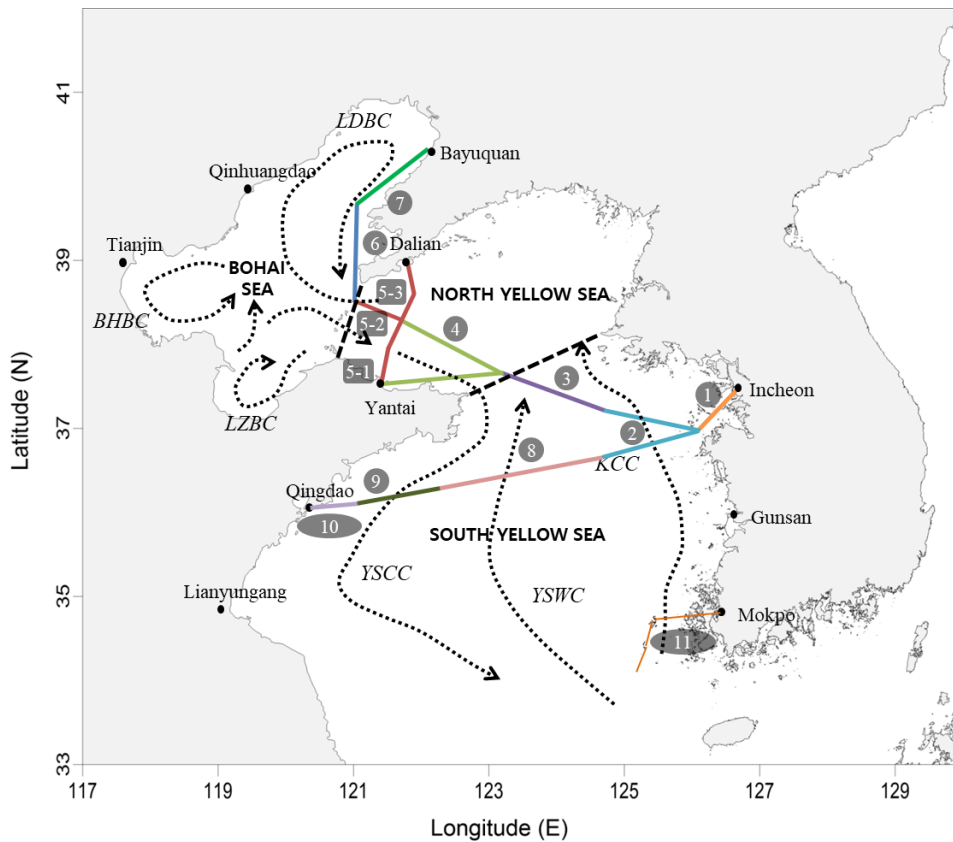 41
39
37
35
33
117
119
121
123
125
127
129
Latitude (N)
Longitude (E)
LDBC
Bayuquan
Qinhuangdao
7
Tianjin
6
Dalian
BOHAI
SEA
5-3
NORTH YELLOW SEA
BHBC
5-2
4
5-1
3
1
Incheon
Yantai
LZBC
2
8
KCC
9
Qingdao
10
Gunsan
SOUTH YELLOW SEA
YSCC
YSWC
Lianyungang
Mokpo
11